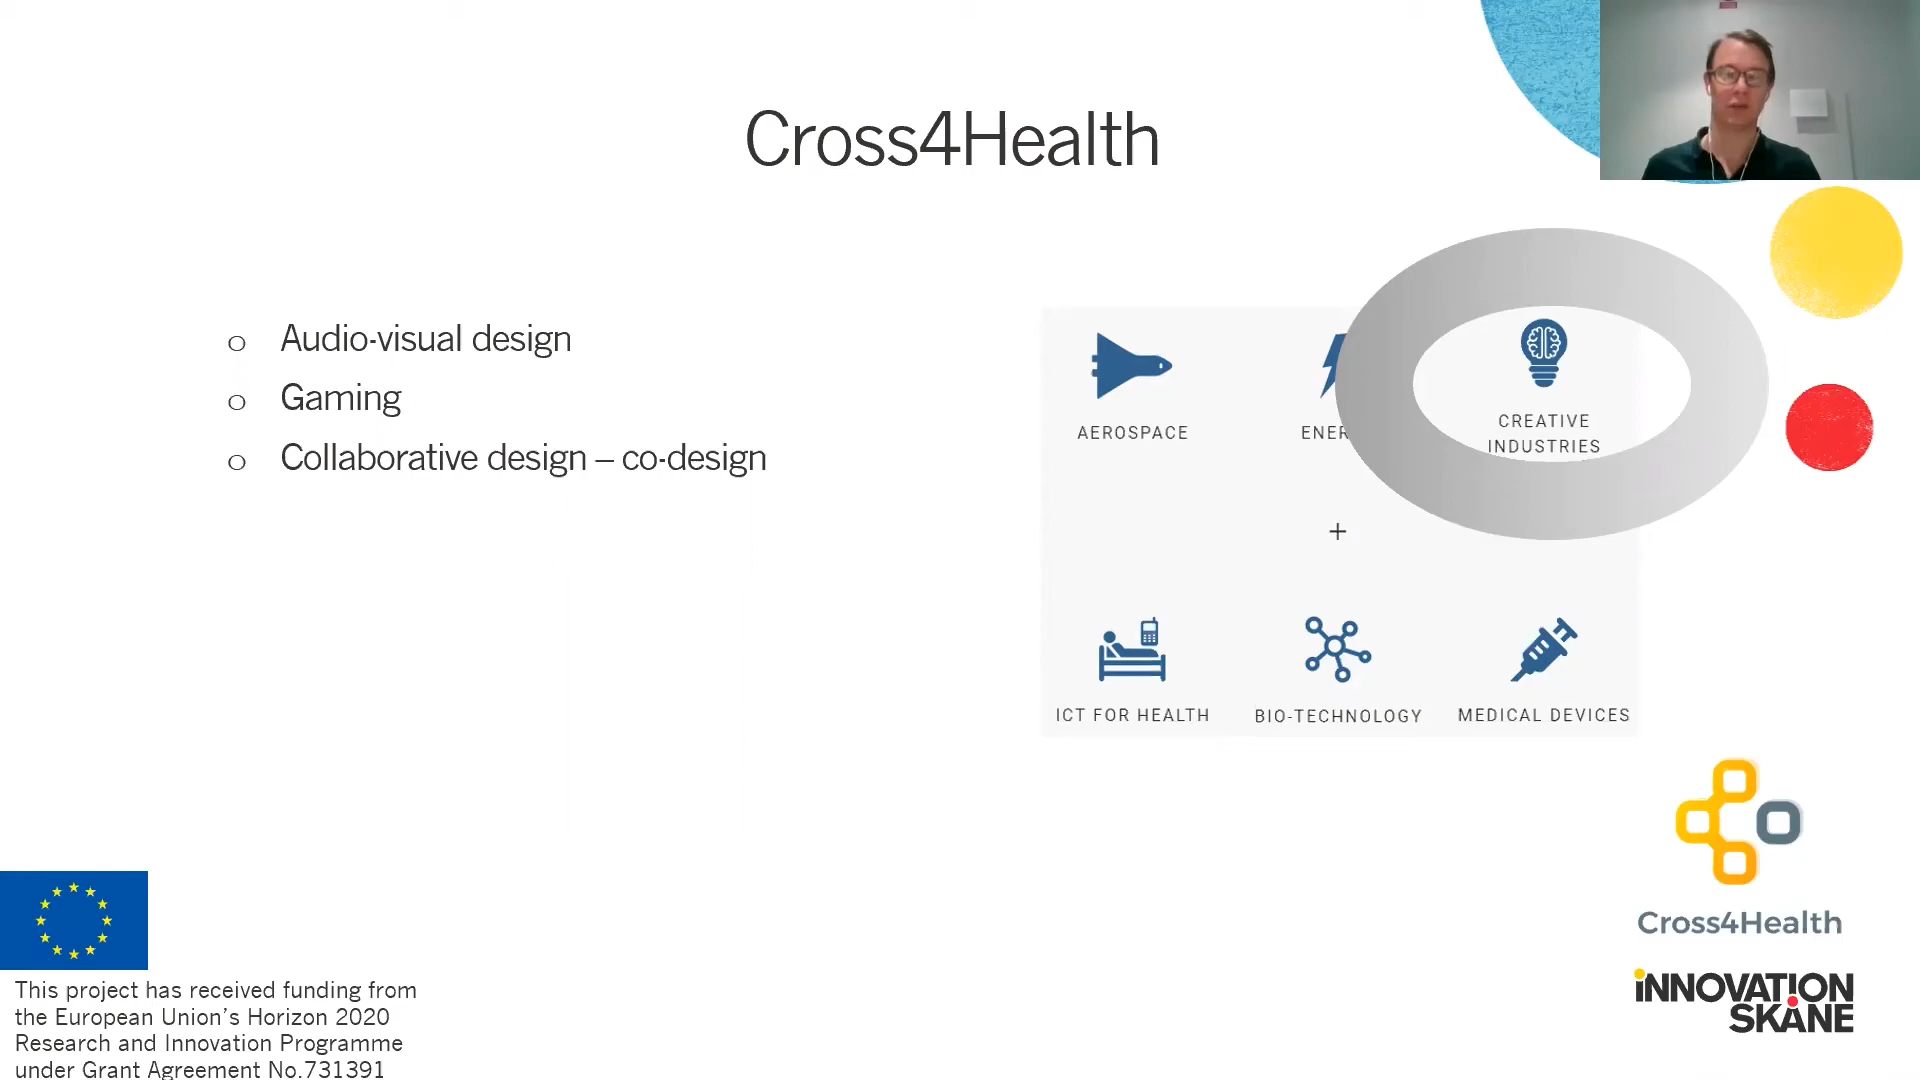 Cross4Health
o Audio-visual design
o Gaming
o Collaborative design – co-design
AEROSPACE
CREATIVE
INDUSTRIES
+
ICT FOR HEALTH
BIO-TECHNOLOGY
MEDICAL DEVICES
Cross4Health
INNOVATION
SKÅNE
This project has received funding from
the European Union's Horizon 2020
Research and Innovation Programme
under Grant Agreement No.731391